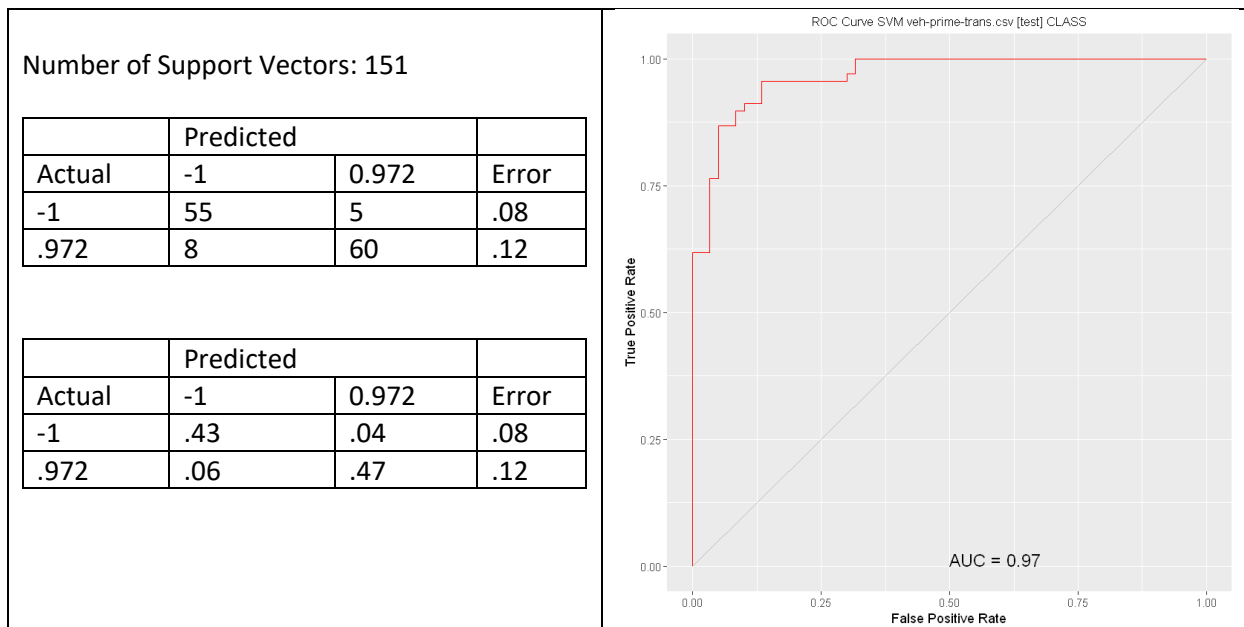 Number of Support Vectors: 151
Predicted
Actual -1 0.972 Error
-1 55 5 .08
.972 8 60 .12
Predicted
Actual -1 0.972 Error
-1 .43 .04 .08
.972 .06 .47 .12
ROC Curve SVM veh-prime-trans.csv [test] CLASS
1.00
0.75
0.50
0.25
0.00
True Positive Rate
AUC = 0.97
0.00 0.25 0.50 0.75 1.00
False Positive Rate